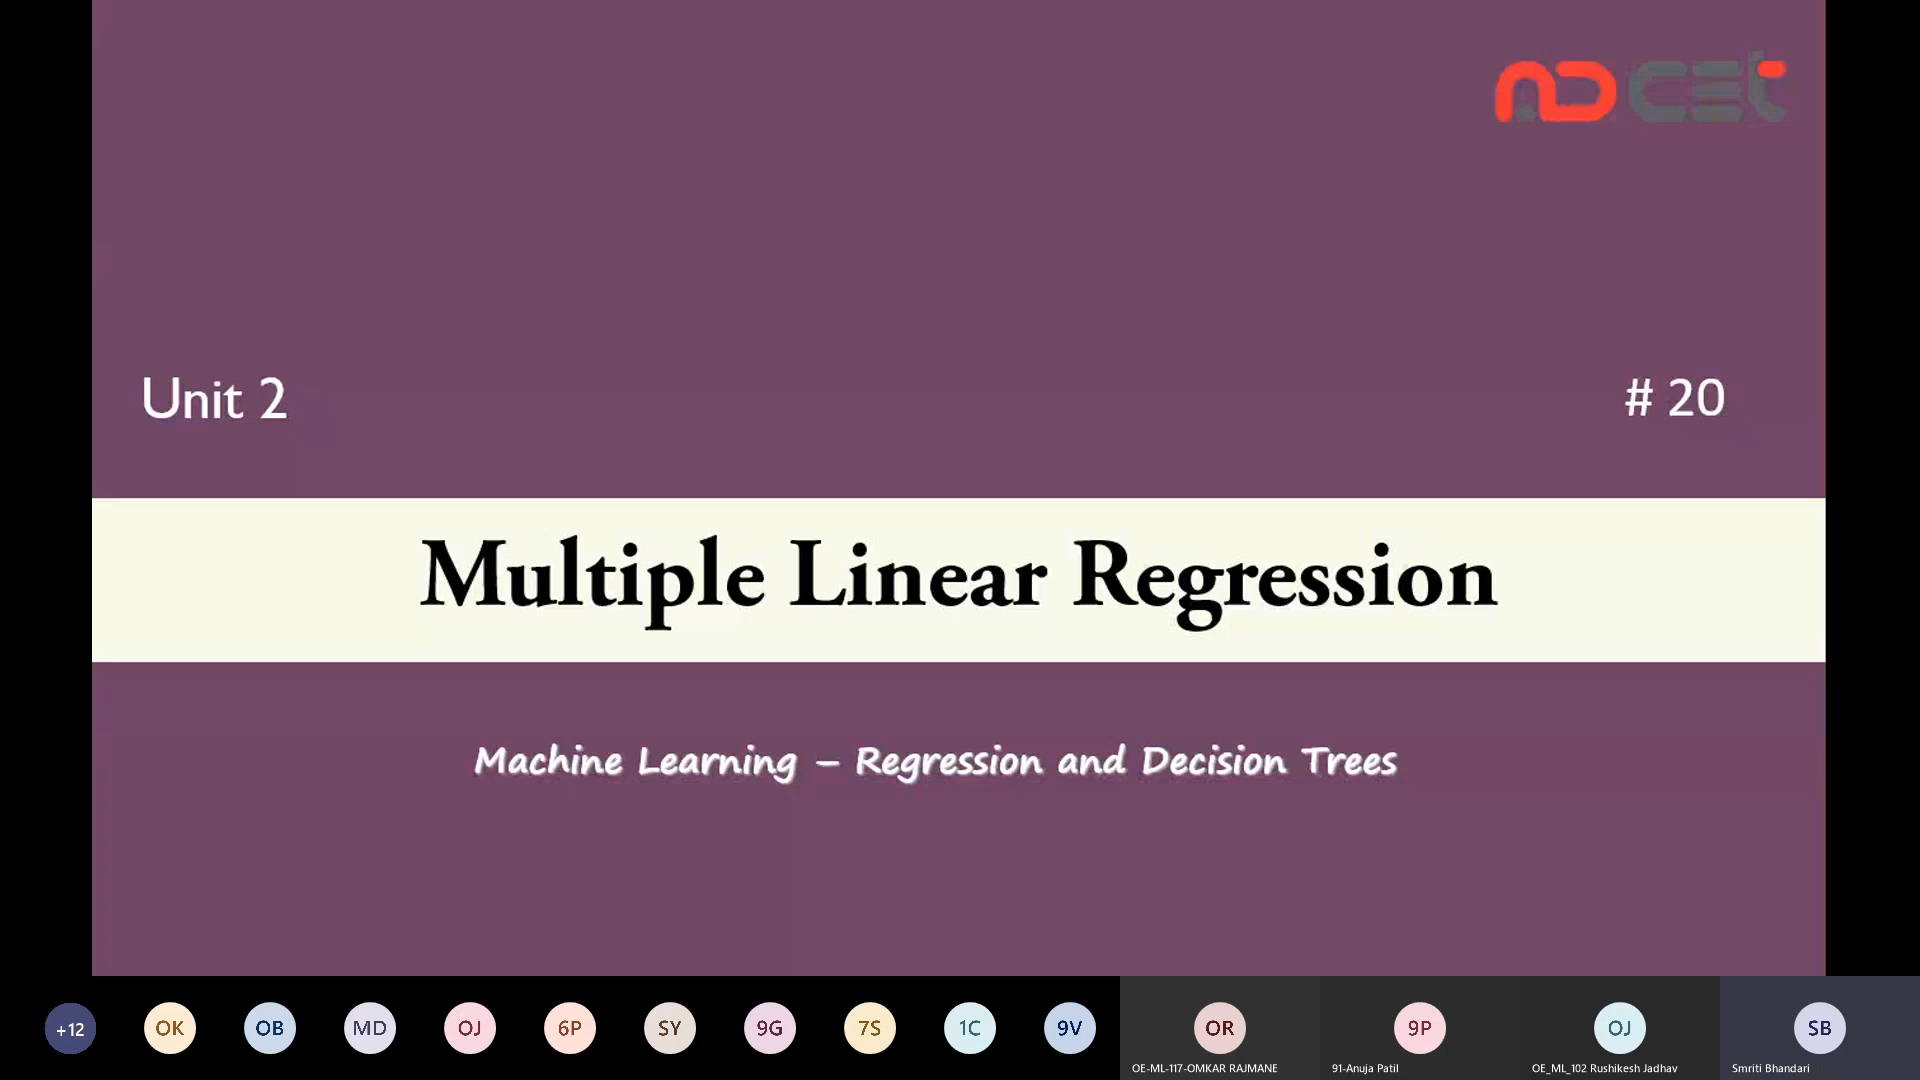 ADCET
Unit 2
# 20
Multiple Linear Regression
Machine Learning – Regression and Decision Trees
+12
OK
OB
MD
OJ
6P
SY
9G
7S
1C
9V
OR
9P
OJ
SB
OE-ML-117-OMKAR RAJMANE
91-Anuja Patil
OE_ML_102 Rushikesh Jadhav
Smriti Bhandari